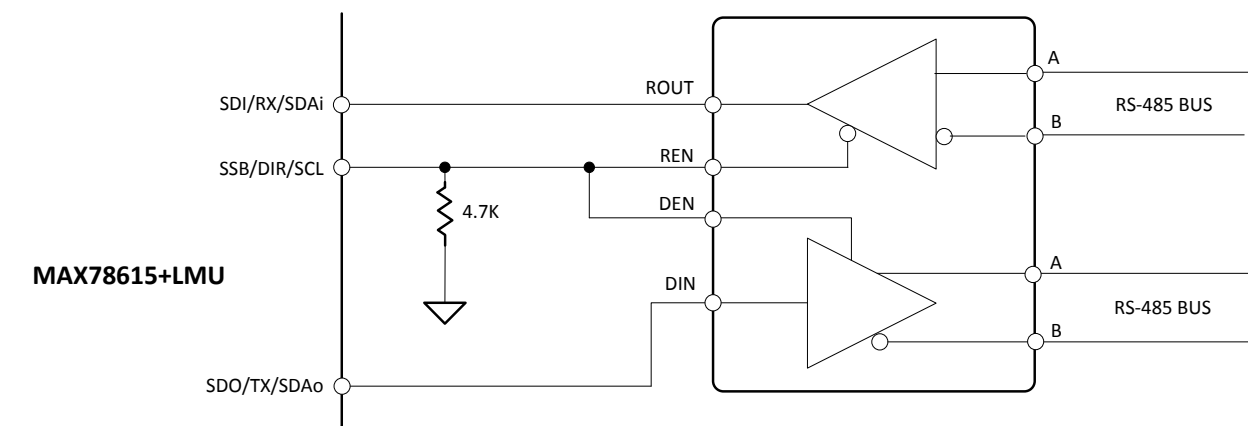 A
ROUT
SDI/RX/SDAi
RS-485 BUS
B
REN
SSB/DIR/SCL
DEN
4.7K
MAX78615+LMU
A
DIN
RS-485 BUS
B
SDO/TX/SDAo